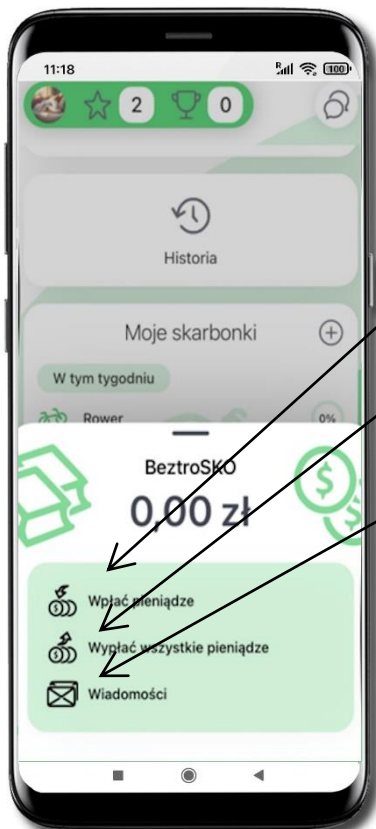 11:18
R
100
2
0
Historia
Moje skarbonki
W tym tygodniu
Rower
0%
BeztroSKO
0,00 zł
Wpłać pieniądze
Wypłać wszystkie pieniądze
Wiadomości